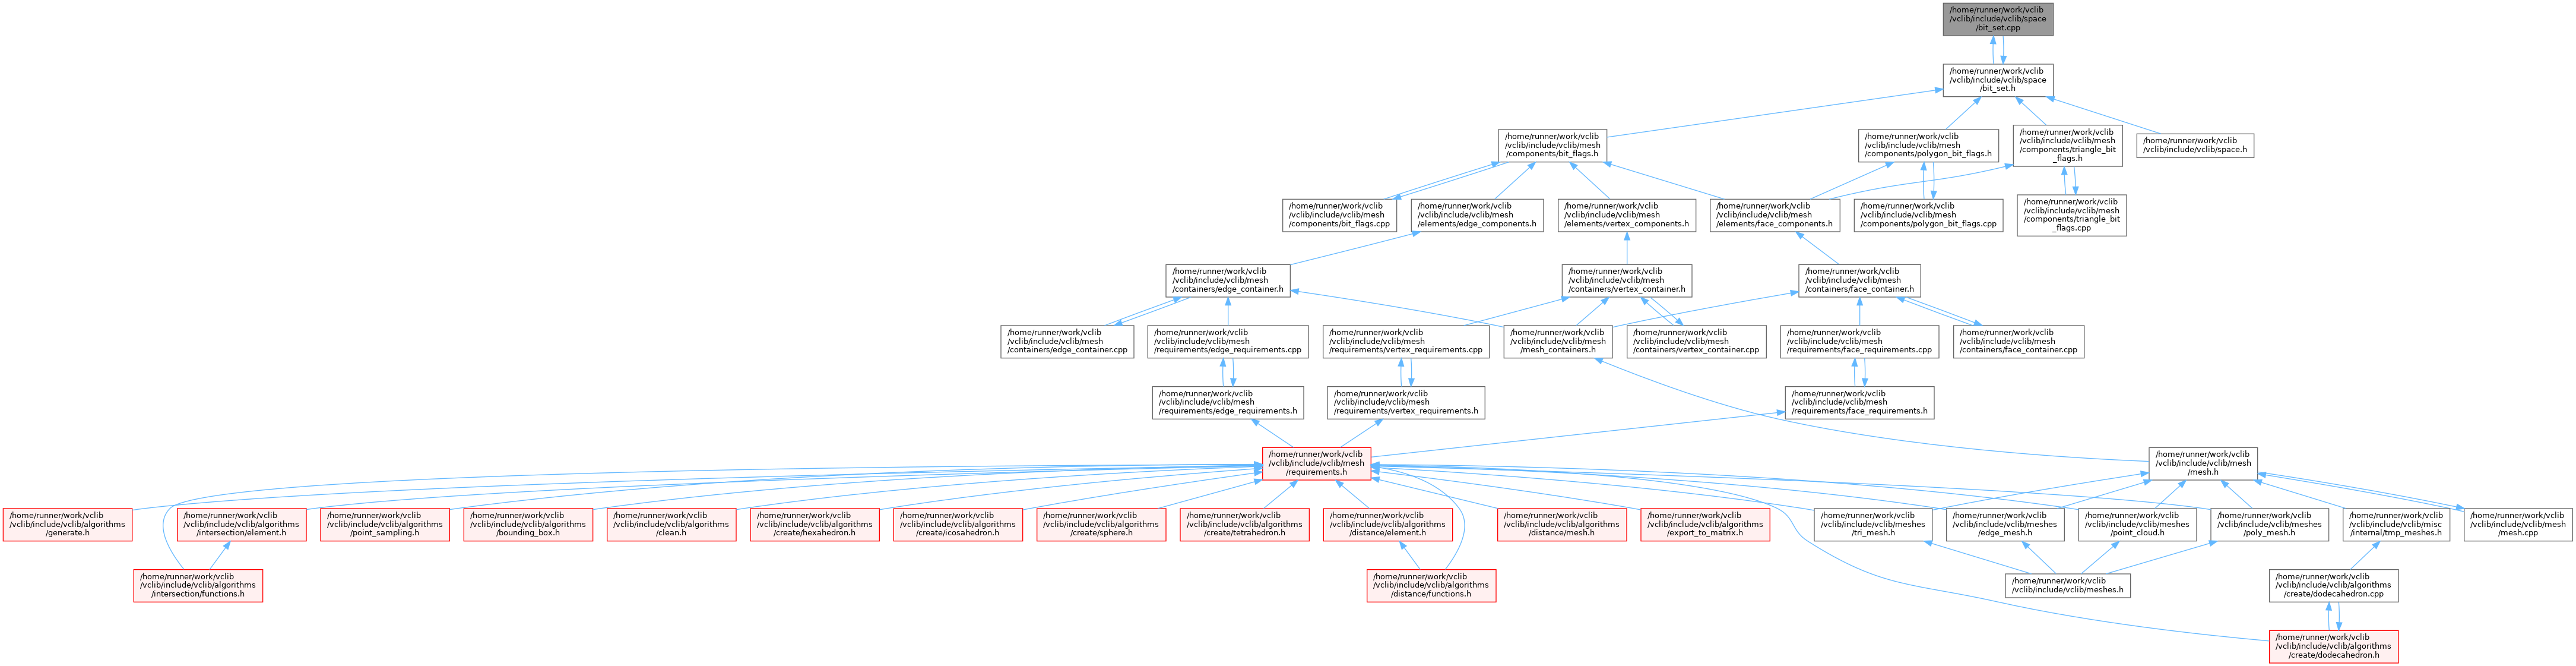 /home/runner/work/vclib
/vclib/include/vclib/space
/bit_set.cpp
/home/runner/work/vclib
/vclib/include/vclib/space
/bit_set.h
/home/runner/work/vclib
/vclib/include/vclib/mesh
/components/bit_flags.h
/home/runner/work/vclib
/vclib/include/vclib/mesh
/components/polygon_bit_flags.h
/home/runner/work/vclib
/vclib/include/vclib/mesh
/components/triangle_bit
_flags.h
/home/runner/work/vclib
/vclib/include/vclib/space.h
/home/runner/work/vclib
/vclib/include/vclib/mesh
/components/bit_flags.cpp
/home/runner/work/vclib
/vclib/include/vclib/mesh
/elements/edge_components.h
/home/runner/work/vclib
/vclib/include/vclib/mesh
/elements/vertex_components.h
/home/runner/work/vclib
/vclib/include/vclib/mesh
/elements/face_components.h
/home/runner/work/vclib
/vclib/include/vclib/mesh
/components/polygon_bit_flags.cpp
/home/runner/work/vclib
/vclib/include/vclib/mesh
/components/triangle_bit
_flags.cpp
/home/runner/work/vclib
/vclib/include/vclib/mesh
/containers/edge_container.h
/home/runner/work/vclib
/vclib/include/vclib/mesh
/containers/vertex_container.h
/home/runner/work/vclib
/vclib/include/vclib/mesh
/containers/face_container.h
/home/runner/work/vclib
/vclib/include/vclib/mesh
/containers/edge_container.cpp
/home/runner/work/vclib
/vclib/include/vclib/mesh
/requirements/edge_requirements.cpp
/home/runner/work/vclib
/vclib/include/vclib/mesh
/requirements/vertex_requirements.cpp
/home/runner/work/vclib
/vclib/include/vclib/mesh
/mesh_containers.h
/home/runner/work/vclib
/vclib/include/vclib/mesh
/containers/vertex_container.cpp
/home/runner/work/vclib
/vclib/include/vclib/mesh
/requirements/face_requirements.cpp
/home/runner/work/vclib
/vclib/include/vclib/mesh
/containers/face_container.cpp
/home/runner/work/vclib
/vclib/include/vclib/mesh
/requirements/edge_requirements.h
/home/runner/work/vclib
/vclib/include/vclib/mesh
/requirements/vertex_requirements.h
/home/runner/work/vclib
/vclib/include/vclib/mesh
/requirements/face_requirements.h
/home/runner/work/vclib
/vclib/include/vclib/mesh
/requirements.h
/home/runner/work/vclib
/vclib/include/vclib/mesh
/mesh.h
/home/runner/work/vclib
/vclib/include/vclib/algorithms
/generate.h
/home/runner/work/vclib
/vclib/include/vclib/algorithms
/intersection/element.h
/home/runner/work/vclib
/vclib/include/vclib/algorithms
/point_sampling.h
/home/runner/work/vclib
/vclib/include/vclib/algorithms
/bounding_box.h
/home/runner/work/vclib
/vclib/include/vclib/algorithms
/clean.h
/home/runner/work/vclib
/vclib/include/vclib/algorithms
/create/hexahedron.h
/home/runner/work/vclib
/vclib/include/vclib/algorithms
/create/icosahedron.h
/home/runner/work/vclib
/vclib/include/vclib/algorithms
/create/sphere.h
/home/runner/work/vclib
/vclib/include/vclib/algorithms
/create/tetrahedron.h
/home/runner/work/vclib
/vclib/include/vclib/algorithms
/distance/element.h
/home/runner/work/vclib
/vclib/include/vclib/algorithms
/distance/mesh.h
/home/runner/work/vclib
/vclib/include/vclib/algorithms
/export_to_matrix.h
/home/runner/work/vclib
/vclib/include/vclib/meshes
/tri_mesh.h
/home/runner/work/vclib
/vclib/include/vclib/meshes
/edge_mesh.h
/home/runner/work/vclib
/vclib/include/vclib/meshes
/point_cloud.h
/home/runner/work/vclib
/vclib/include/vclib/meshes
/poly_mesh.h
/home/runner/work/vclib
/vclib/include/vclib/misc
/internal/tmp_meshes.h
/home/runner/work/vclib
/vclib/include/vclib/mesh
/mesh.cpp
/home/runner/work/vclib
/vclib/include/vclib/algorithms
/intersection/functions.h
/home/runner/work/vclib
/vclib/include/vclib/algorithms
/distance/functions.h
/home/runner/work/vclib
/vclib/include/vclib/meshes.h
/home/runner/work/vclib
/vclib/include/vclib/algorithms
/create/dodecahedron.cpp
/home/runner/work/vclib
/vclib/include/vclib/algorithms
/create/dodecahedron.h